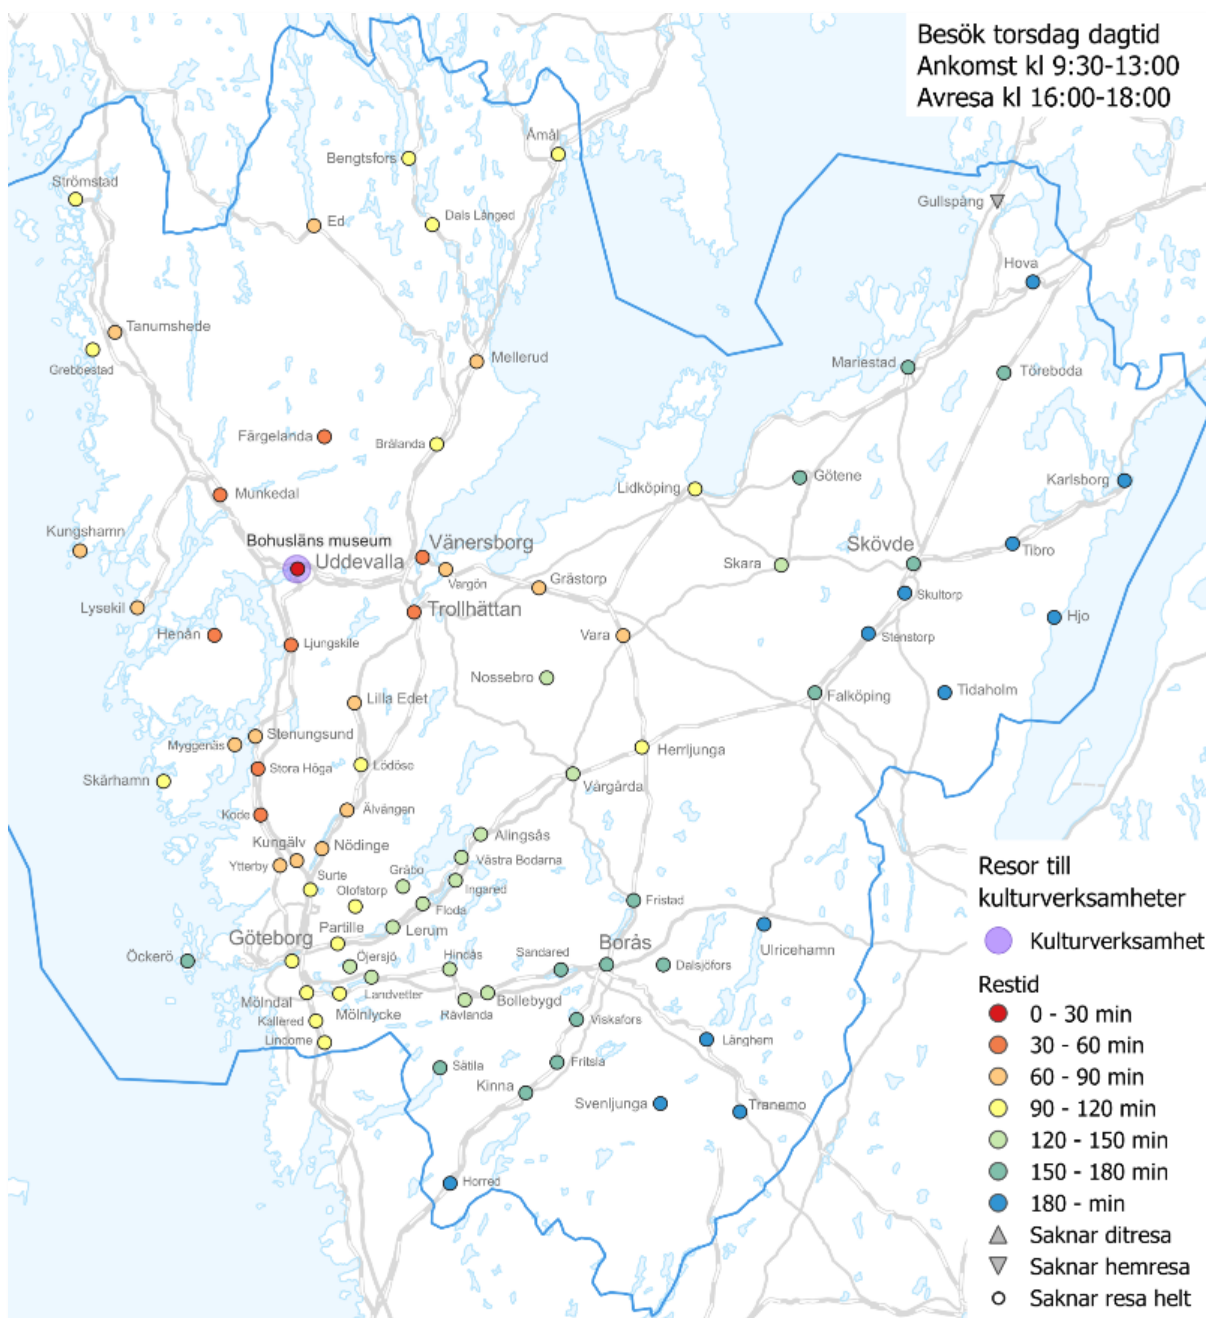 Besök torsdag dagtid
Ankomst kl 9:30-13:00
Avresa kl 16:00-18:00
Åmål
Bengtsfors
Strömstad
Gullspång
Ed
Dals Långed
Hova
Tanumshede
Grebbestad
Mellerud
Mariestad
Töreboda
Färgelanda
Brålanda
Munkedal
Lidköping
Götene
Karlsborg
Kungshamn
Bohusläns museum
Uddevalla
Vänersborg
Vargön
Grästorp
Skara
Skövde
Tibro
Lysekil
Trollhättan
Skultorp
Henån
Ljungskile
Vara
Stenstorp
Hjo
Nossebro
Lilla Edet
Falköping
Tidaholm
Myggenäs
Stenungsund
Herrljunga
Skärhamn
Stora Höga
Lödöse
Vårgårda
Kode
Älvängen
Alingsås
Kungälv
Nödinge
Västra Bodarna
Ytterby
Surte
Gråbo
Ingared
Olofstorp
Floda
Fristad
Partille
Lerum
Göteborg
Borås
Ulricehamn
Öckerö
Öjersjö
Hindås
Sandared
Dalsjöfors
Landvetter
Mölndal
Mölnlycke
Rävlanda
Bollebygd
Kållered
Viskafors
Lindome
Länghem
Sätila
Fritsla
Kinna
Svenljunga
Tranemo
Horred
Resor till
kulturverksamheter
Kulturverksamhet
Restid
0 - 30 min
30 - 60 min
60 - 90 min
90 - 120 min
120 - 150 min
150 - 180 min
180 - min
Saknar ditresa
Saknar hemresa
Saknar resa helt